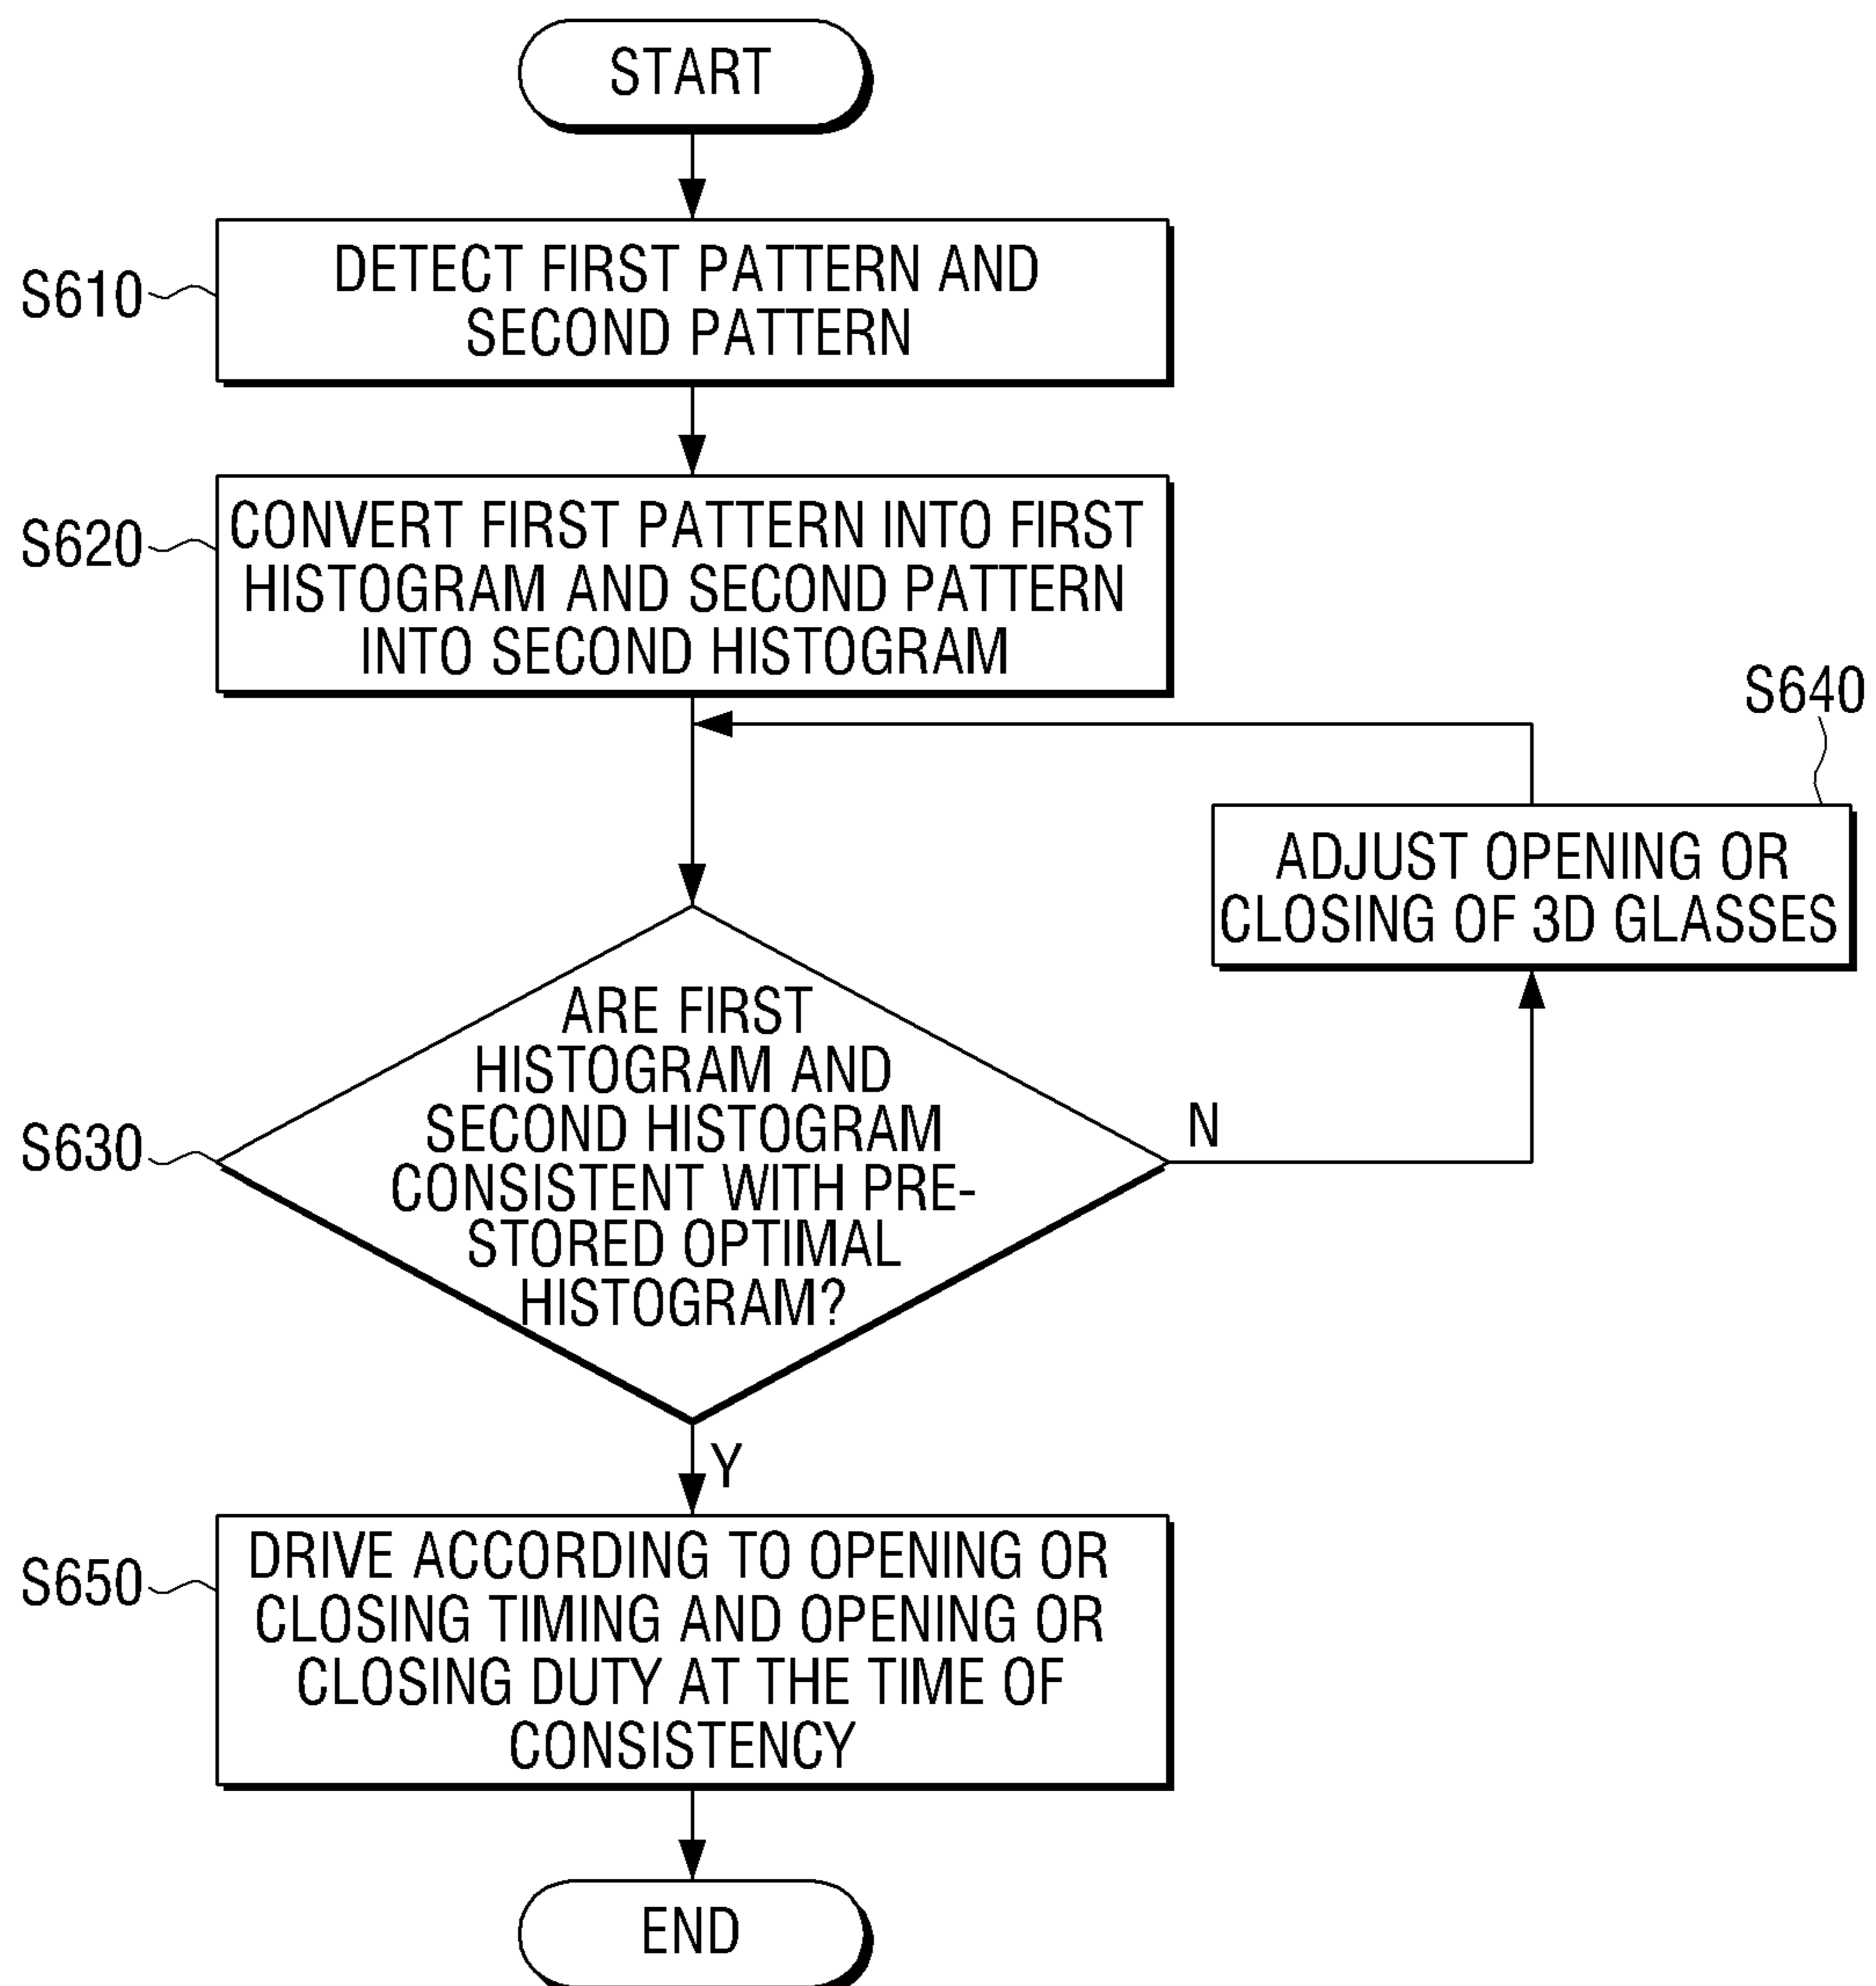 START
S610
DETECT FIRST PATTERN AND
SECOND PATTERN
S620
CONVERT FIRST PATTERN INTO FIRST
HISTOGRAM AND SECOND PATTERN
INTO SECOND HISTOGRAM
S640
ADJUST OPENING OR
CLOSING OF 3D GLASSES
S630
ARE FIRST
HISTOGRAM AND
SECOND HISTOGRAM
CONSISTENT WITH PRE-
STORED OPTIMAL
HISTOGRAM?
N
Y
S650
DRIVE ACCORDING TO OPENING OR
CLOSING TIMING AND OPENING OR
CLOSING DUTY AT THE TIME OF
CONSISTENCY
END